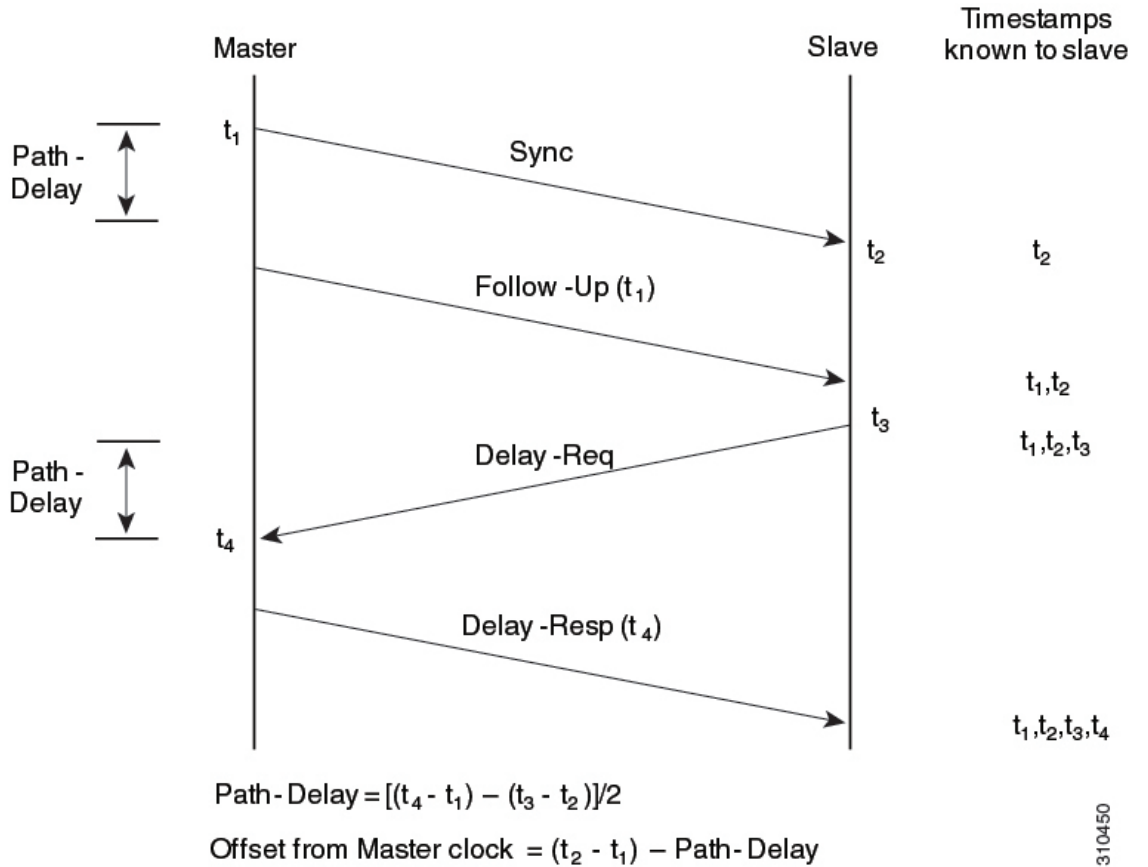 Timestamps
known to slave
Master
Slave
t₁
Path -
Delay
Sync
t₂
t₂
Follow -Up (t₁)
t₁,t₂
t₃
t₁,t₂,t₃
Delay -Req
Path -
Delay
t₄
Delay -Resp (t₄)
t₁,t₂,t₃,t₄
Path-Delay = [(t₄ - t₁) – (t₃ - t₂)]/2
Offset from Master clock = (t₂ - t₁) – Path-Delay
310450